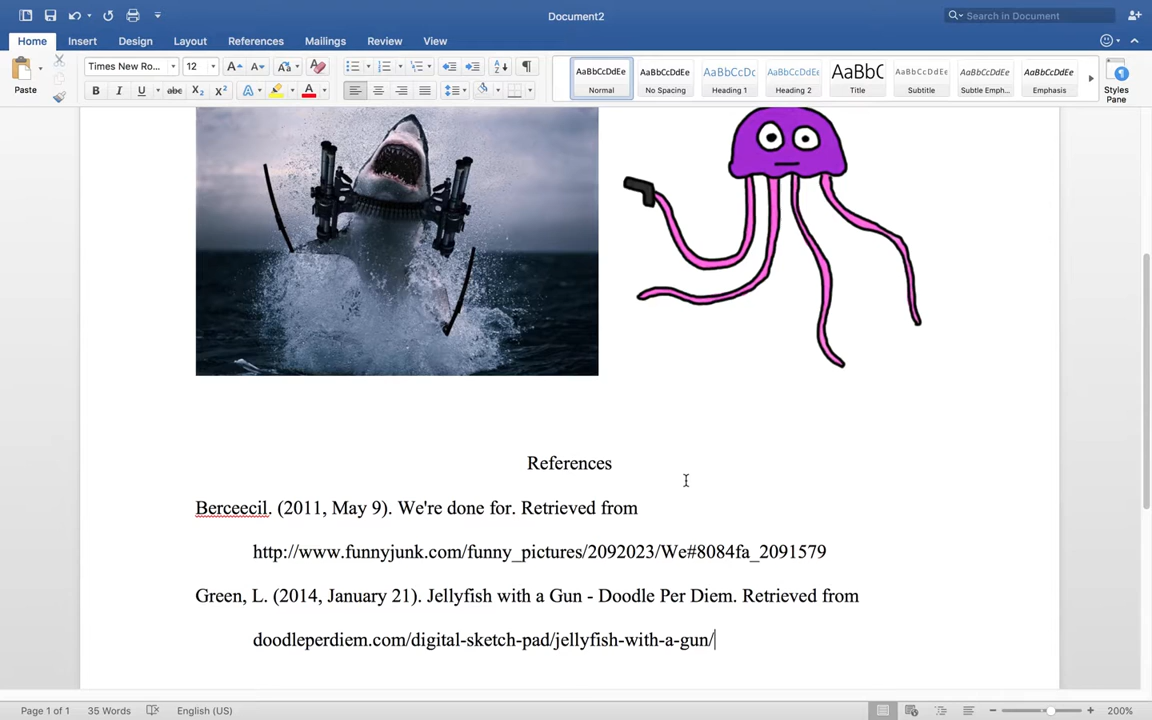 Document2
Search in Document
Home Insert Design Layout References Mailings Review View
Paste
Times New Ro... 12
AaBbCcDdEe AaBbCcDdEe AaBbCcDc AaBbCcDdEe AaBbC AaBbCcDdEe AaBbCcDdEe AaBbCcDdEe
Normal No Spacing Heading 1 Heading 2 Title Subtitle Subtle Emph... Emphasis
Styles
Pane
B I U abc X₂ X² A A
References
Berceecil. (2011, May 9). We're done for. Retrieved from
http://www.funnyjunk.com/funny_pictures/2092023/We#8084fa_2091579
Green, L. (2014, January 21). Jellyfish with a Gun - Doodle Per Diem. Retrieved from
doodleperdiem.com/digital-sketch-pad/jellyfish-with-a-gun/
Page 1 of 1 35 Words English (US) 200%